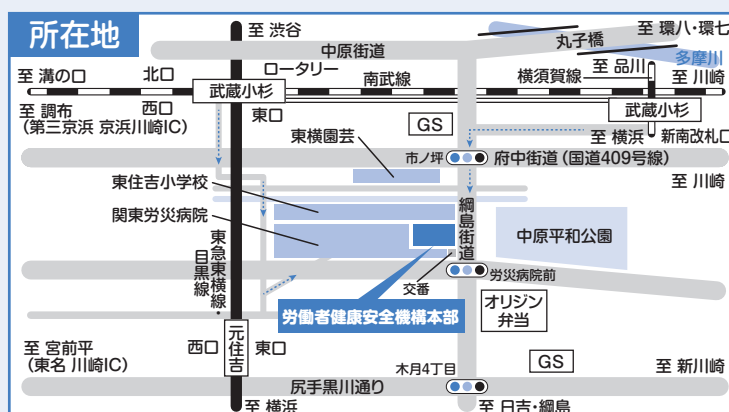 所在地
至 渋谷
中原街道
丸子橋
至 環八・環七
多摩川
至 溝の口
北口
ロータリー
南武線
横須賀線
至 品川
至 川崎
武蔵小杉
武蔵小杉
至 調布
(第三京浜 京浜川崎IC)
西口
東口
GS
至 横浜
新南改札口
東横園芸
市ノ坪
府中街道(国道409号線)
東住吉小学校
至 川崎
関東労災病院
綱島街道
中原平和公園
東急東横線・
目黒線
交番
労災病院前
労働者健康安全機構本部
オリジン
弁当
至 宮前平
(東名 川崎IC)
西口
元住吉
東口
木月4丁目
GS
至 新川崎
尻手黒川通り
至 横浜
至 日吉・綱島